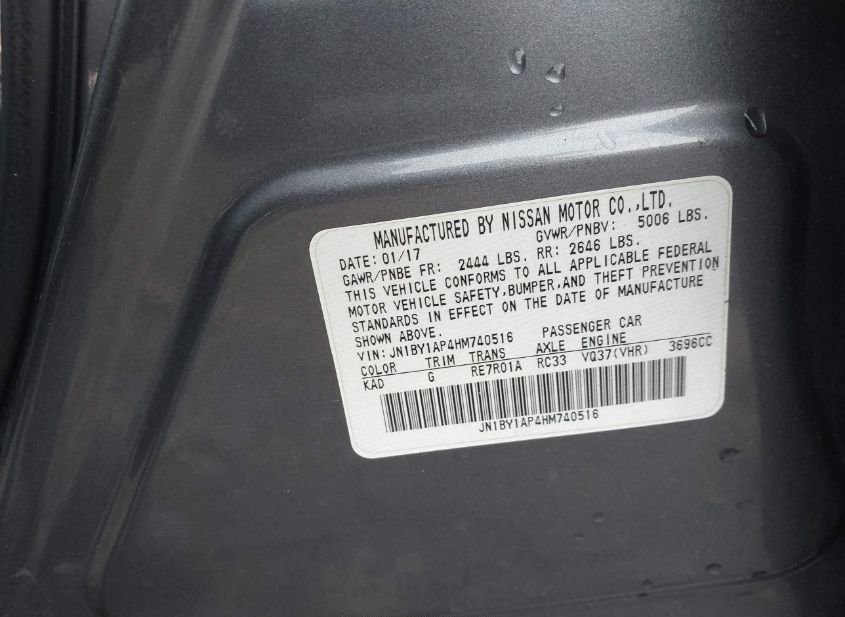 MANUFACTURED BY NISSAN MOTOR CO.,LTD.
DATE: 01/17 GVWR/PNBV: 5006 LBS.
GAWR/PNBE FR: 2444 LBS. RR: 2646 LBS.
THIS VEHICLE CONFORMS TO ALL APPLICABLE FEDERAL
MOTOR VEHICLE SAFETY,BUMPER,AND THEFT PREVENTION
STANDARDS IN EFFECT ON THE DATE OF MANUFACTURE
SHOWN ABOVE.
VIN: JN1BY1AP4HM740516 PASSENGER CAR
COLOR TRIM TRANS AXLE ENGINE
KAD G RE7R01A RC33 VQ37(VHR) 3696CC
JN1BY1AP4HM740516